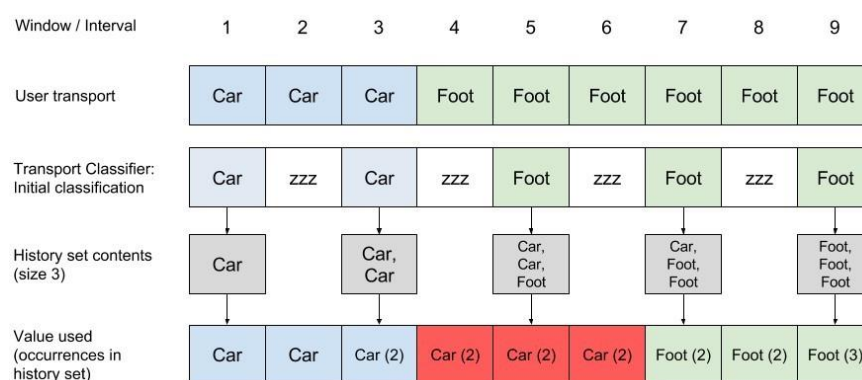 Window / Interval 1 2 3 4 5 6 7 8 9
User transport Car Car Car Foot Foot Foot Foot Foot Foot
Transport Classifier:
Initial classification
Car zzz Car zzz Foot zzz Foot zzz Foot
History set contents
(size 3)
Car
Car,
Car
Car,
Car,
Foot
Car,
Foot,
Foot
Foot,
Foot,
Foot
Value used
(occurrences in
history set)
Car Car Car (2) Car (2) Car (2) Car (2) Foot (2) Foot (2) Foot (3)